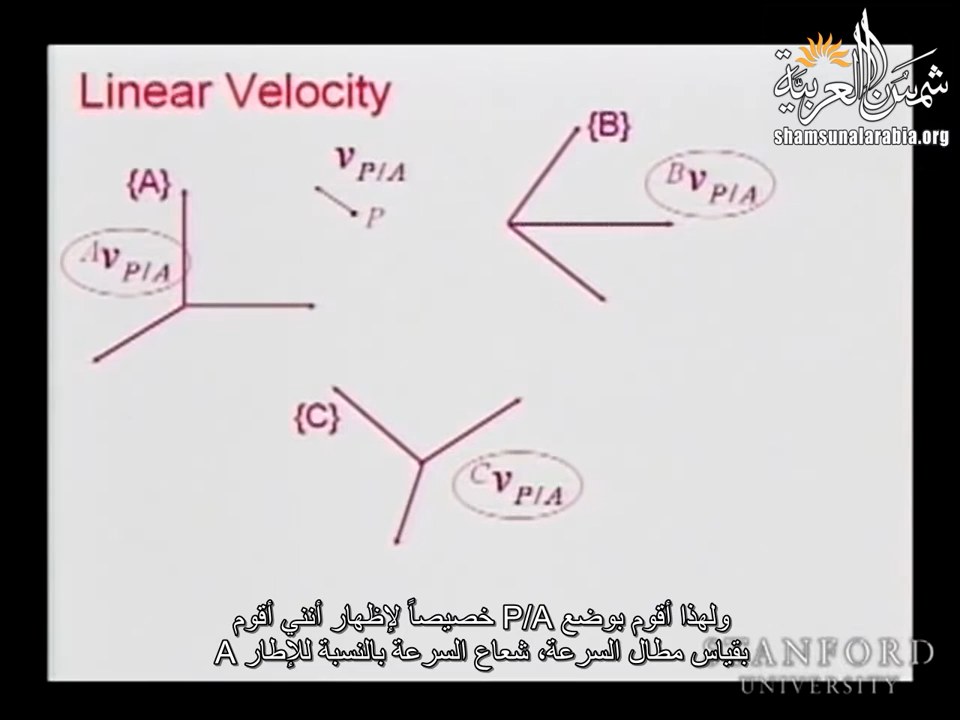 شمس العربية
shamsunalarabia.org
Linear Velocity
{A}
v P/A
P
{B}
B v P/A
A v P/A
{C}
C v P/A
ولهذا أقوم بوضع P/A خصيصاً لإظهار أنني أقوم
بقياس مطال السرعة، شعاع السرعة بالنسبة للإطار A
STANFORD
UNIVERSITY